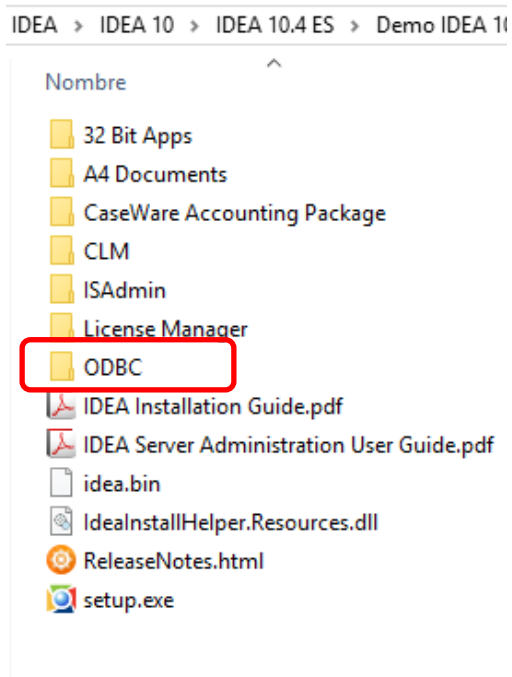 IDEA > IDEA 10 > IDEA 10.4 ES > Demo IDEA 10
Nombre
32 Bit Apps
A4 Documents
CaseWare Accounting Package
CLM
ISAdmin
License Manager
ODBC
IDEA Installation Guide.pdf
IDEA Server Administration User Guide.pdf
idea.bin
IdeaInstallHelper.Resources.dll
ReleaseNotes.html
setup.exe